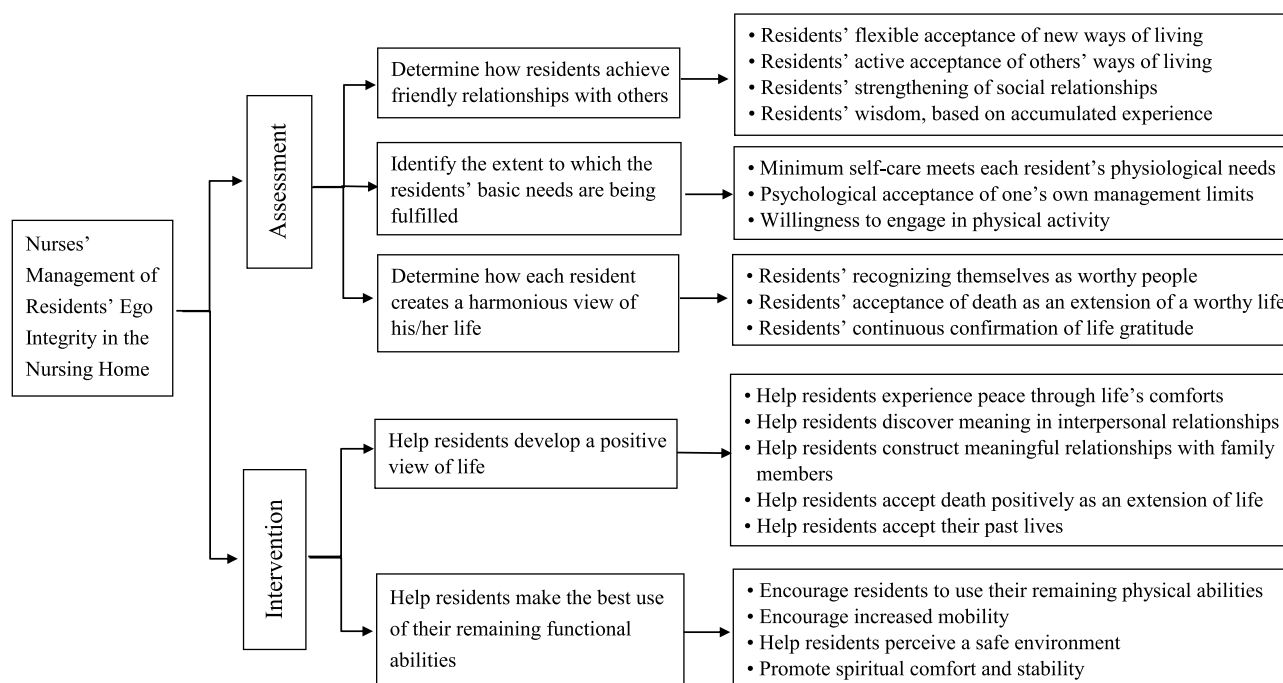 Nurses’
Management of
Residents’ Ego
Integrity in the
Nursing Home
Assessment
Determine how residents achieve
friendly relationships with others
• Residents’ flexible acceptance of new ways of living
• Residents’ active acceptance of others’ ways of living
• Residents’ strengthening of social relationships
• Residents’ wisdom, based on accumulated experience
Identify the extent to which the
residents’ basic needs are being
fulfilled
• Minimum self-care meets each resident’s physiological needs
• Psychological acceptance of one’s own management limits
• Willingness to engage in physical activity
Determine how each resident
creates a harmonious view of
his/her life
• Residents’ recognizing themselves as worthy people
• Residents’ acceptance of death as an extension of a worthy life
• Residents’ continuous confirmation of life gratitude
Intervention
Help residents develop a positive
view of life
• Help residents experience peace through life’s comforts
• Help residents discover meaning in interpersonal relationships
• Help residents construct meaningful relationships with family
members
• Help residents accept death positively as an extension of life
• Help residents accept their past lives
Help residents make the best use
of their remaining functional
abilities
• Encourage residents to use their remaining physical abilities
• Encourage increased mobility
• Help residents perceive a safe environment
• Promote spiritual comfort and stability